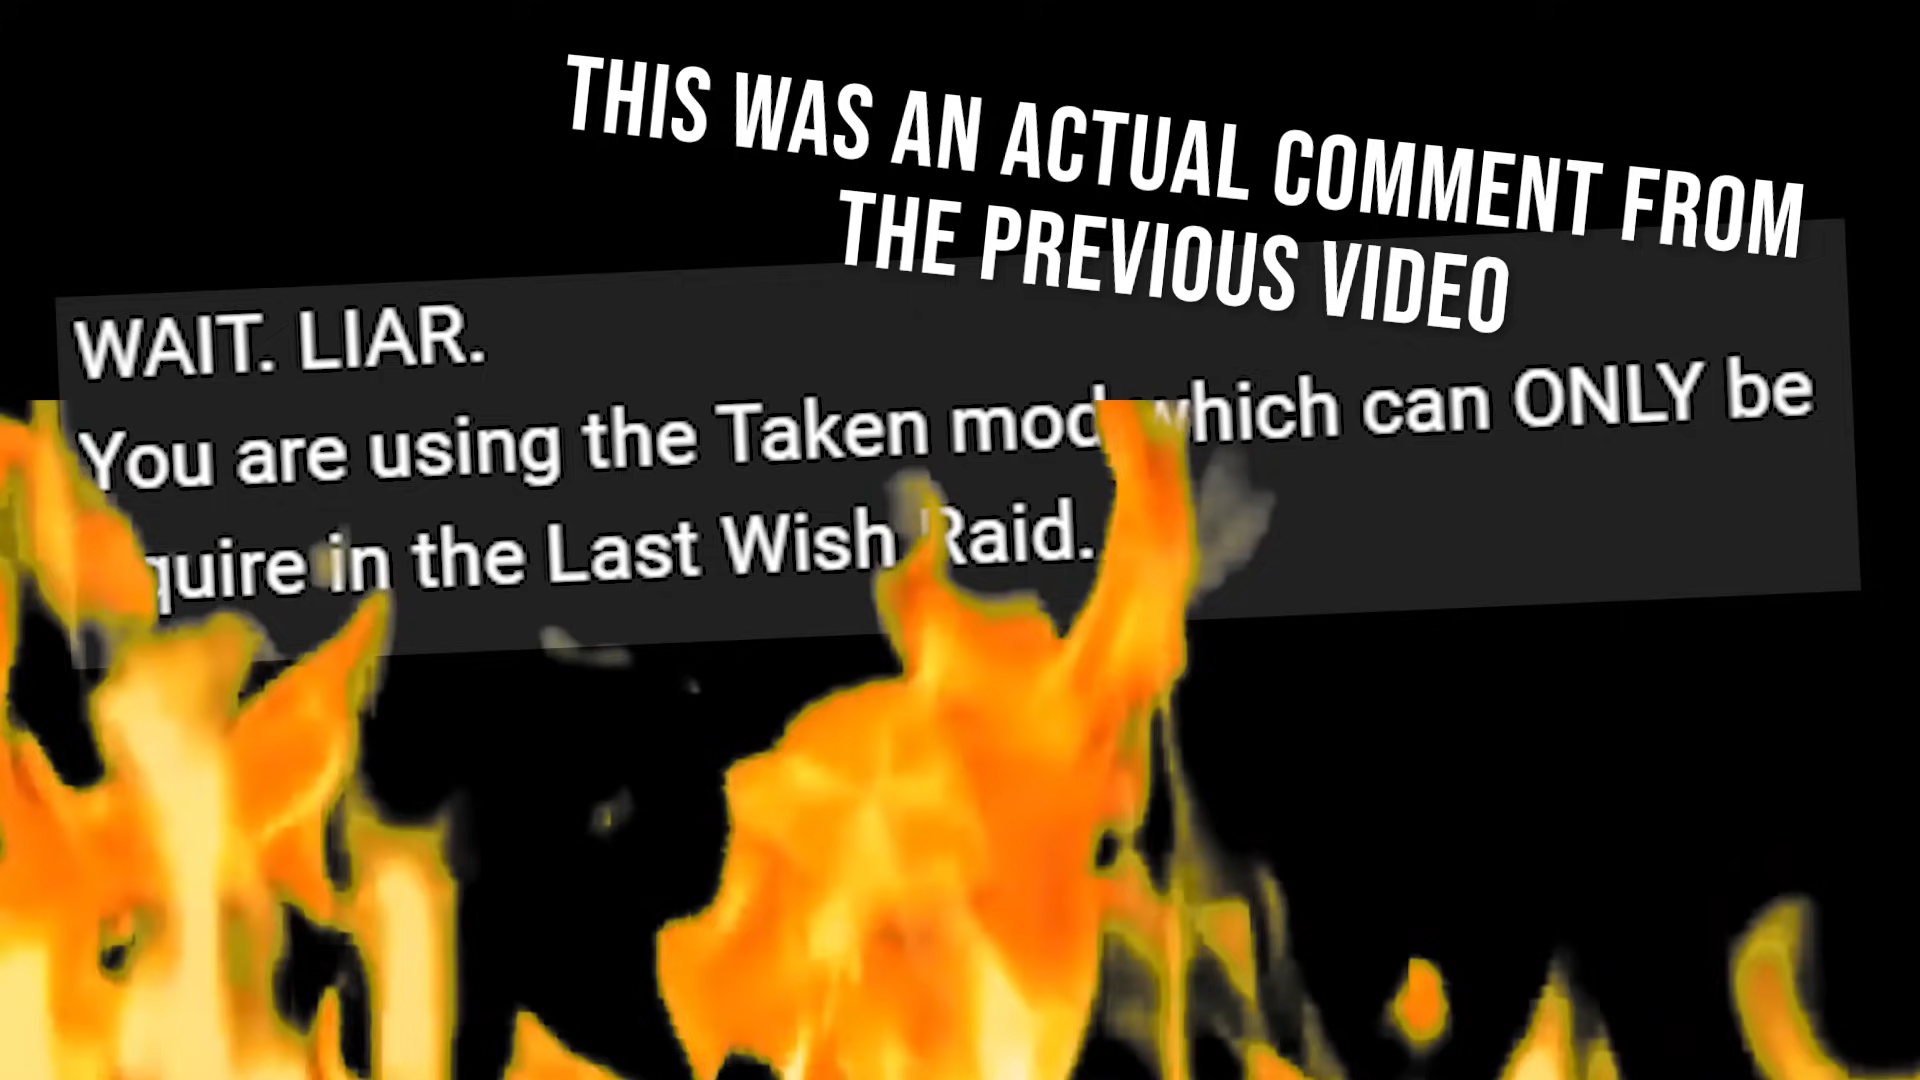 THIS WAS AN ACTUAL COMMENT FROM
THE PREVIOUS VIDEO
WAIT. LIAR.
You are using the Taken mod which can ONLY be
in the Last Wish Raid.